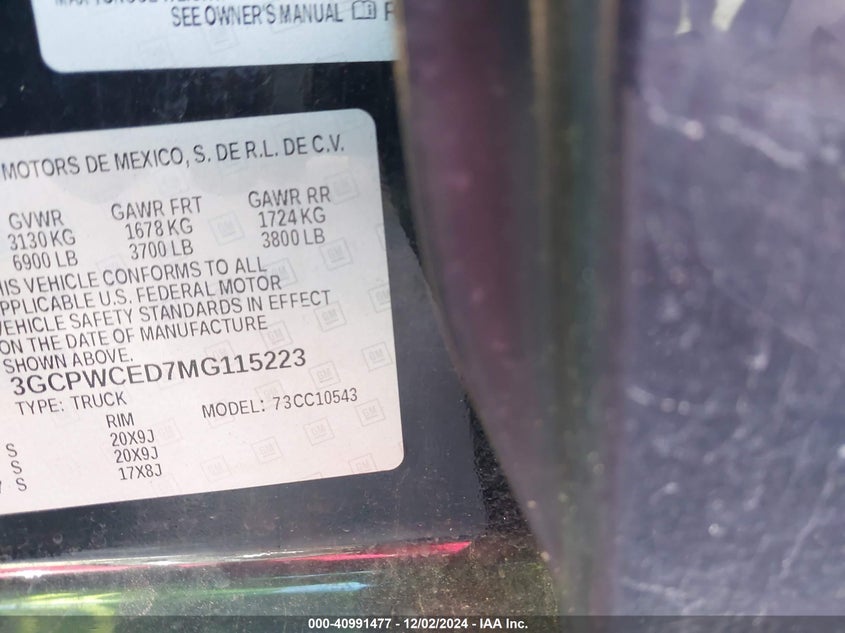 SEE OWNER'S MANUAL
MOTORS DE MEXICO, S. DE R.L. DE C.V.
GVWR GAWR FRT GAWR RR
3130 KG 1678 KG 1724 KG
6900 LB 3700 LB 3800 LB
HIS VEHICLE CONFORMS TO ALL
APPLICABLE U.S. FEDERAL MOTOR
VEHICLE SAFETY STANDARDS IN EFFECT
ON THE DATE OF MANUFACTURE
SHOWN ABOVE.
3GCPWCED7MG115223
TYPE: TRUCK MODEL: 73CC10543
RIM
S 20X9J
S 20X9J
S 17X8J
000-40991477 - 12/02/2024 - IAA Inc.